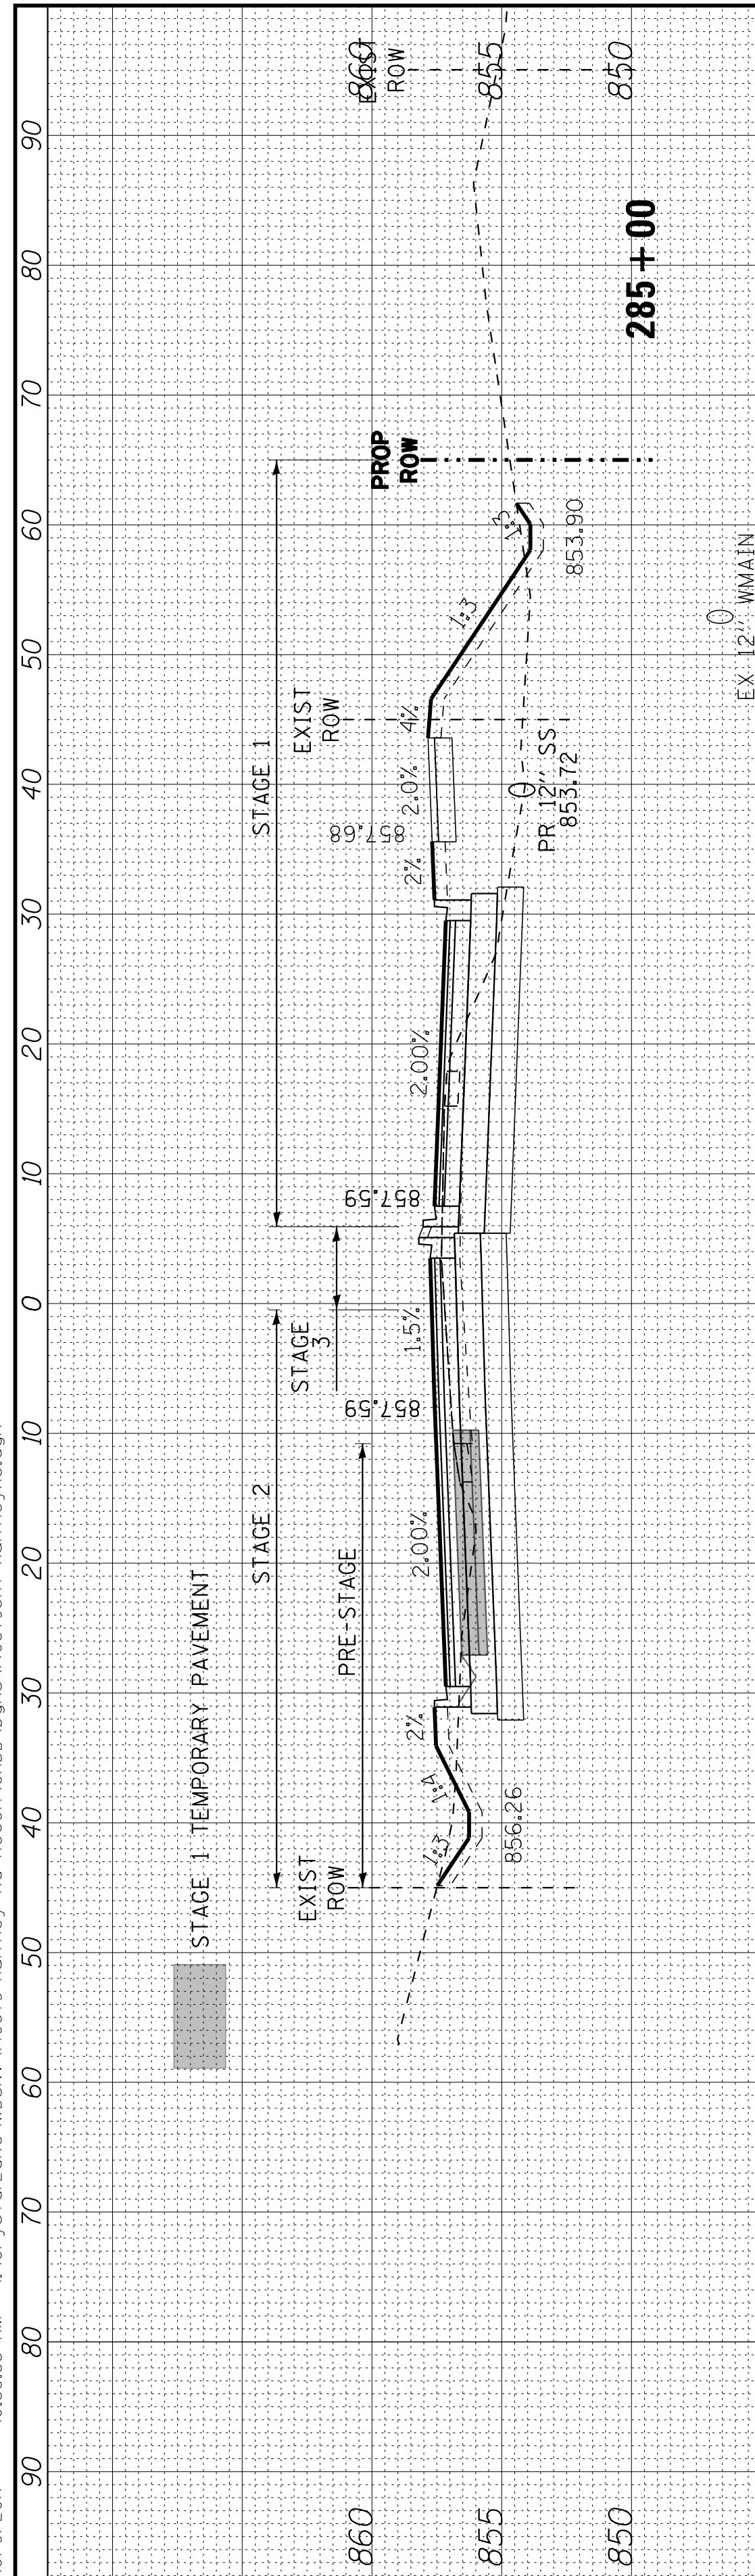 90 80 70 60 50 40 30 20 10 0 10 20 30 40 50 60 70 80 90
STAGE 1 TEMPORARY PAVEMENT
STAGE 2
STAGE 1
EXIST
ROW
PRE-STAGE
STAGE
3
EXIST
ROW
PROP
ROW
EXIST
ROW
860
860
857.59
857.59
857.68
1:3
1:4
2%
2.00%
1.5%
2.00%
2%
2.0%
4%
1:3
1:3
855
855
856.26
PR 12" SS
853.72
853.90
850
850
285+00
EX 12" WMAIN